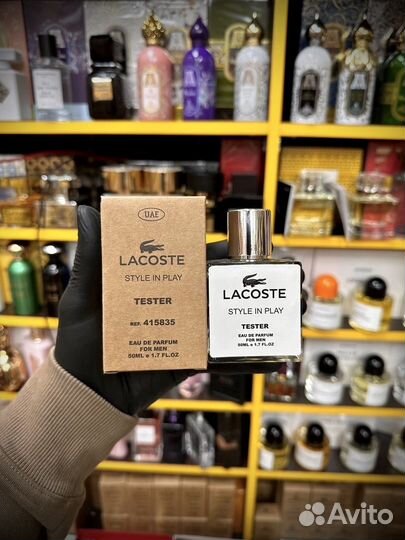 UAE
LACOSTE
STYLE IN PLAY
TESTER
REF. 415835
EAU DE PARFUM
FOR MEN
50ML e 1.7 FL.OZ
LACOSTE
STYLE IN PLAY
TESTER
EAU DE PARFUM
FOR MEN
50ML e 1.7 FL.OZ
Avito